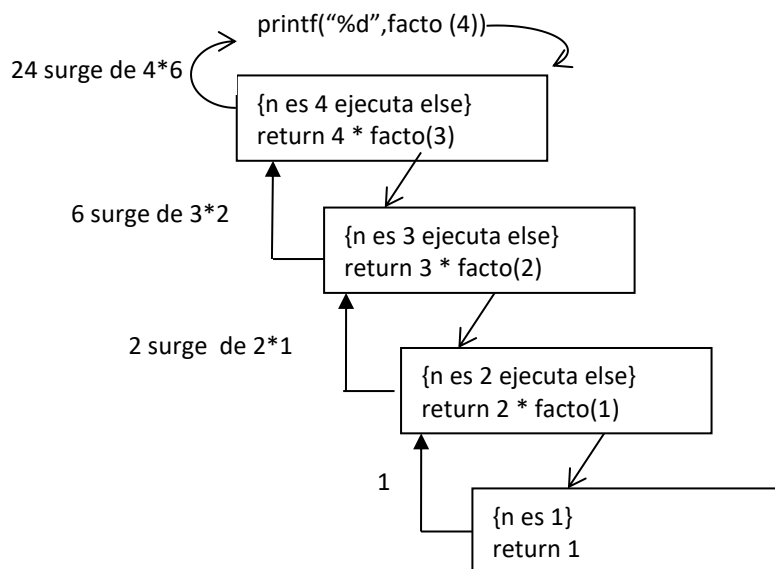 printf(“%d”,facto (4))
24 surge de 4*6
{n es 4 ejecuta else}
return 4 * facto(3)
6 surge de 3*2
{n es 3 ejecuta else}
return 3 * facto(2)
2 surge  de 2*1
{n es 2 ejecuta else}
return 2 * facto(1)
1
{n es 1}
return 1